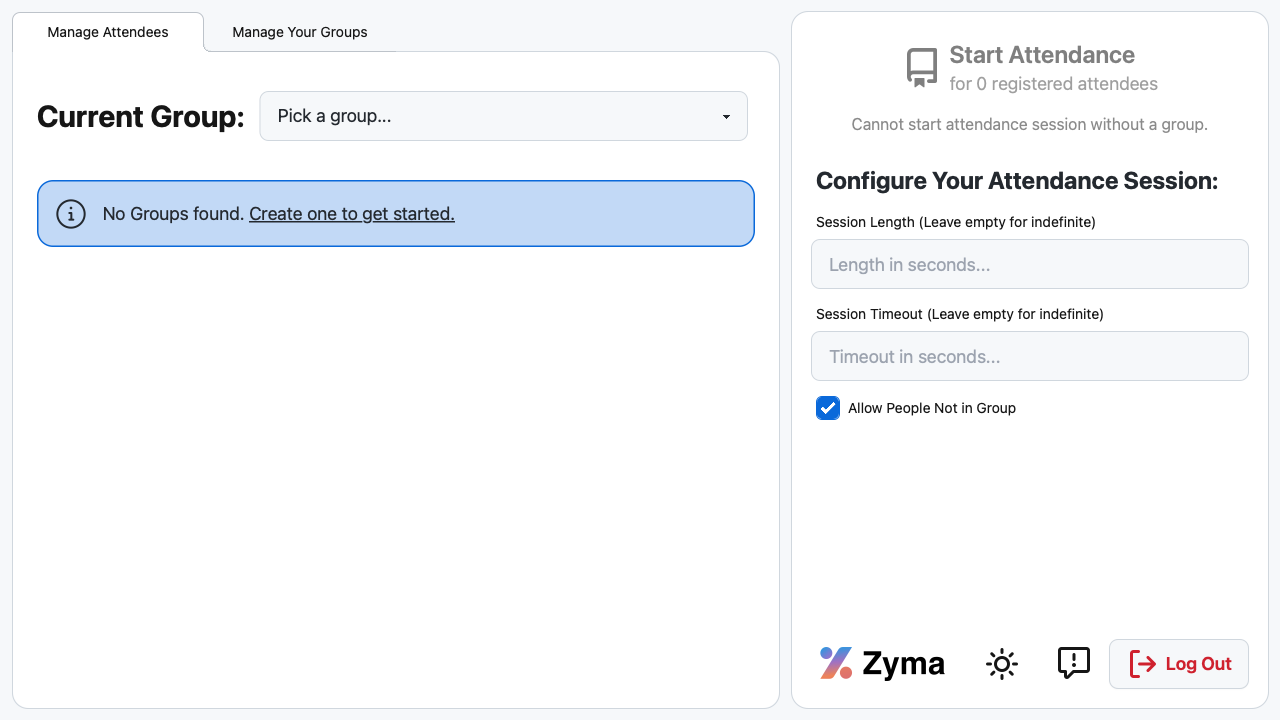 Manage Attendees
Manage Your Groups
Current Group:
Pick a group...
No Groups found. Create one to get started.
Start Attendance
for 0 registered attendees
Cannot start attendance session without a group.
Configure Your Attendance Session:
Session Length (Leave empty for indefinite)
Length in seconds...
Session Timeout (Leave empty for indefinite)
Timeout in seconds...
Allow People Not in Group
Zyma
Log Out